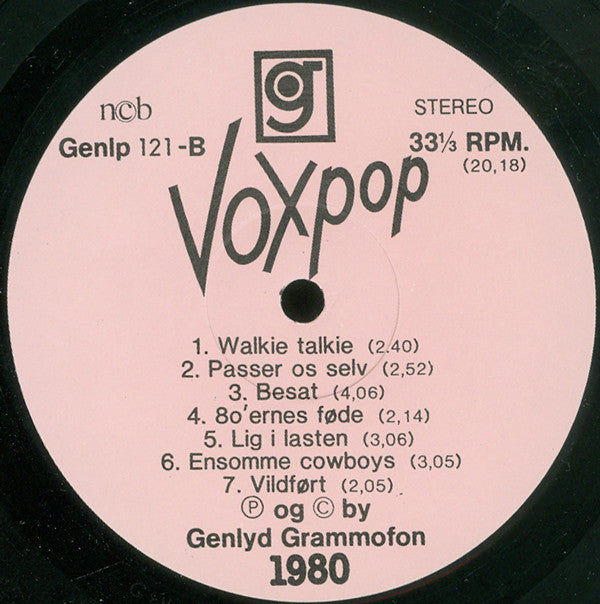 g
ncb
STEREO
Genlp 121-B
33⅓ RPM.
(20,18)
Voxpop
1. Walkie talkie (2.40)
2. Passer os selv (2,52)
3. Besat (4,06)
4. 8o'ernes føde (2,14)
5. Lig i lasten (3,06)
6. Ensomme cowboys (3,05)
7. Vildført (2,05)
℗ og © by
Genlyd Grammofon
1980